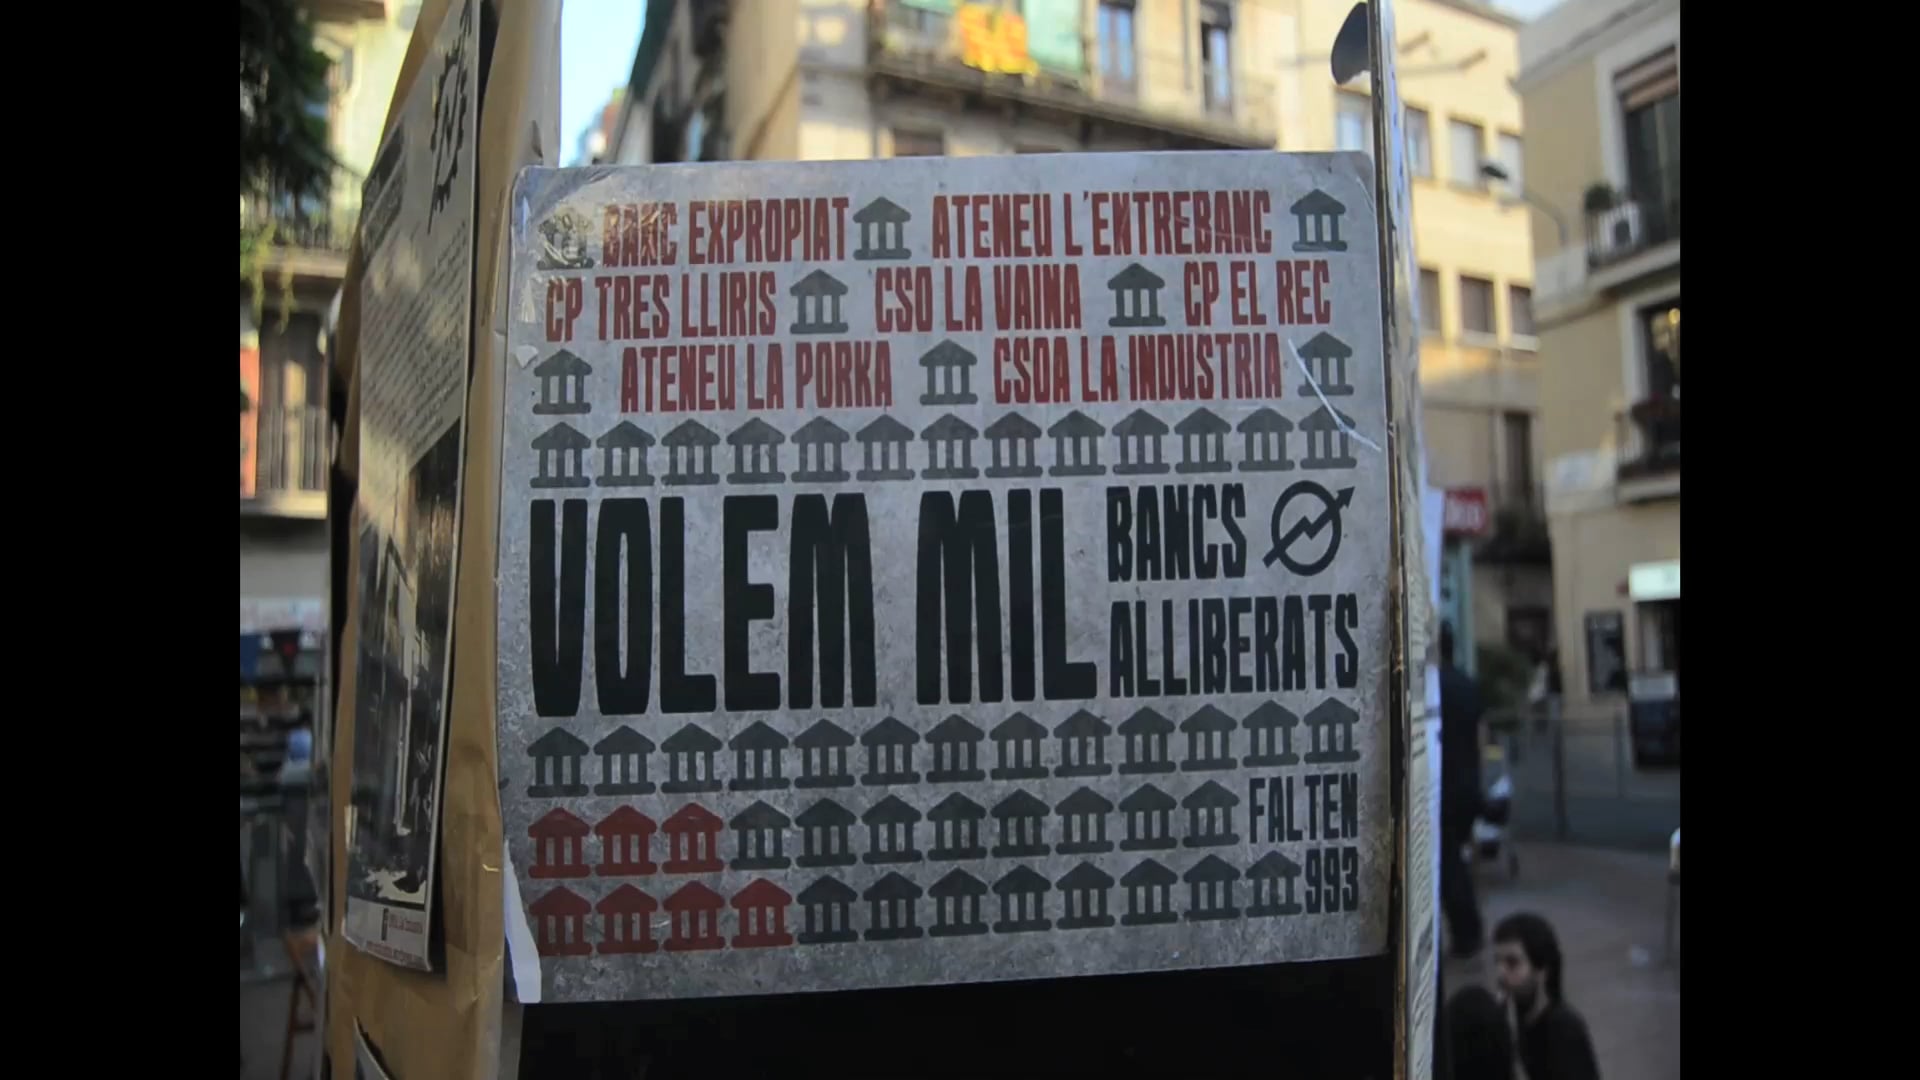 BANC EXPROPIAT ATENEU L'ENTREBANC
CP TRES LLIRIS CSO LA VAINA CP EL REC
ATENEU LA PORKA CSOA LA INDUSTRIA
VOLEM MIL BANCS
ALLIBERATS
FALTEN
993